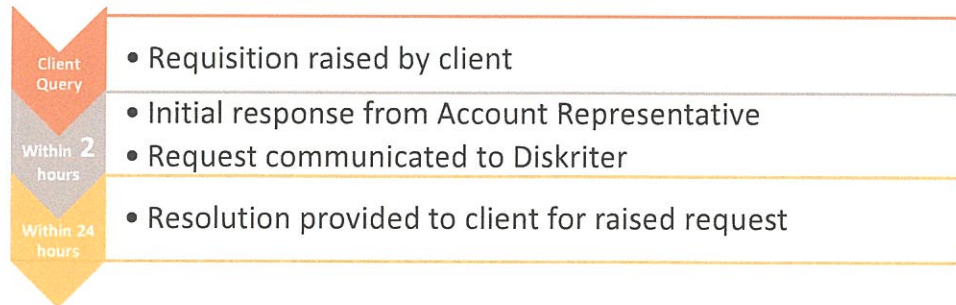 Client
Query
• Requisition raised by client
Within 2
hours
• Initial response from Account Representative
• Request communicated to Diskriter
Within 24
hours
• Resolution provided to client for raised request